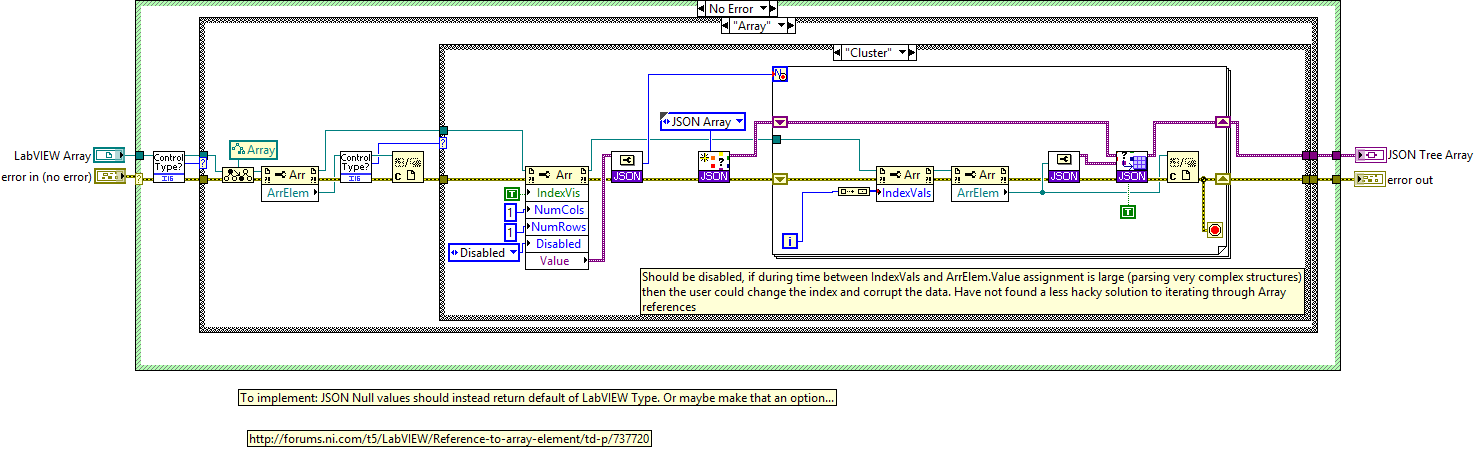 No Error
"Array"
"Cluster"
JSON Array
LabVIEW Array
error in (no error)
Control Type?
Array
Arr
ArrElem
Control Type?
C
Arr
IndexVis
NumCols
NumRows
Disabled
Value
T
1
1
Disabled
JSON
JSON
N
i
Arr
IndexVals
Arr
ArrElem
JSON
JSON
T
C
JSON Tree Array
error out
Should be disabled, if during time between IndexVals and ArrElem.Value assignment is large (parsing very complex structures)
then the user could change the index and corrupt the data. Have not found a less hacky solution to iterating through Array
references
To implement: JSON Null values should instead return default of LabVIEW Type. Or maybe make that an option...
http://forums.ni.com/t5/LabVIEW/Reference-to-array-element/td-p/737720